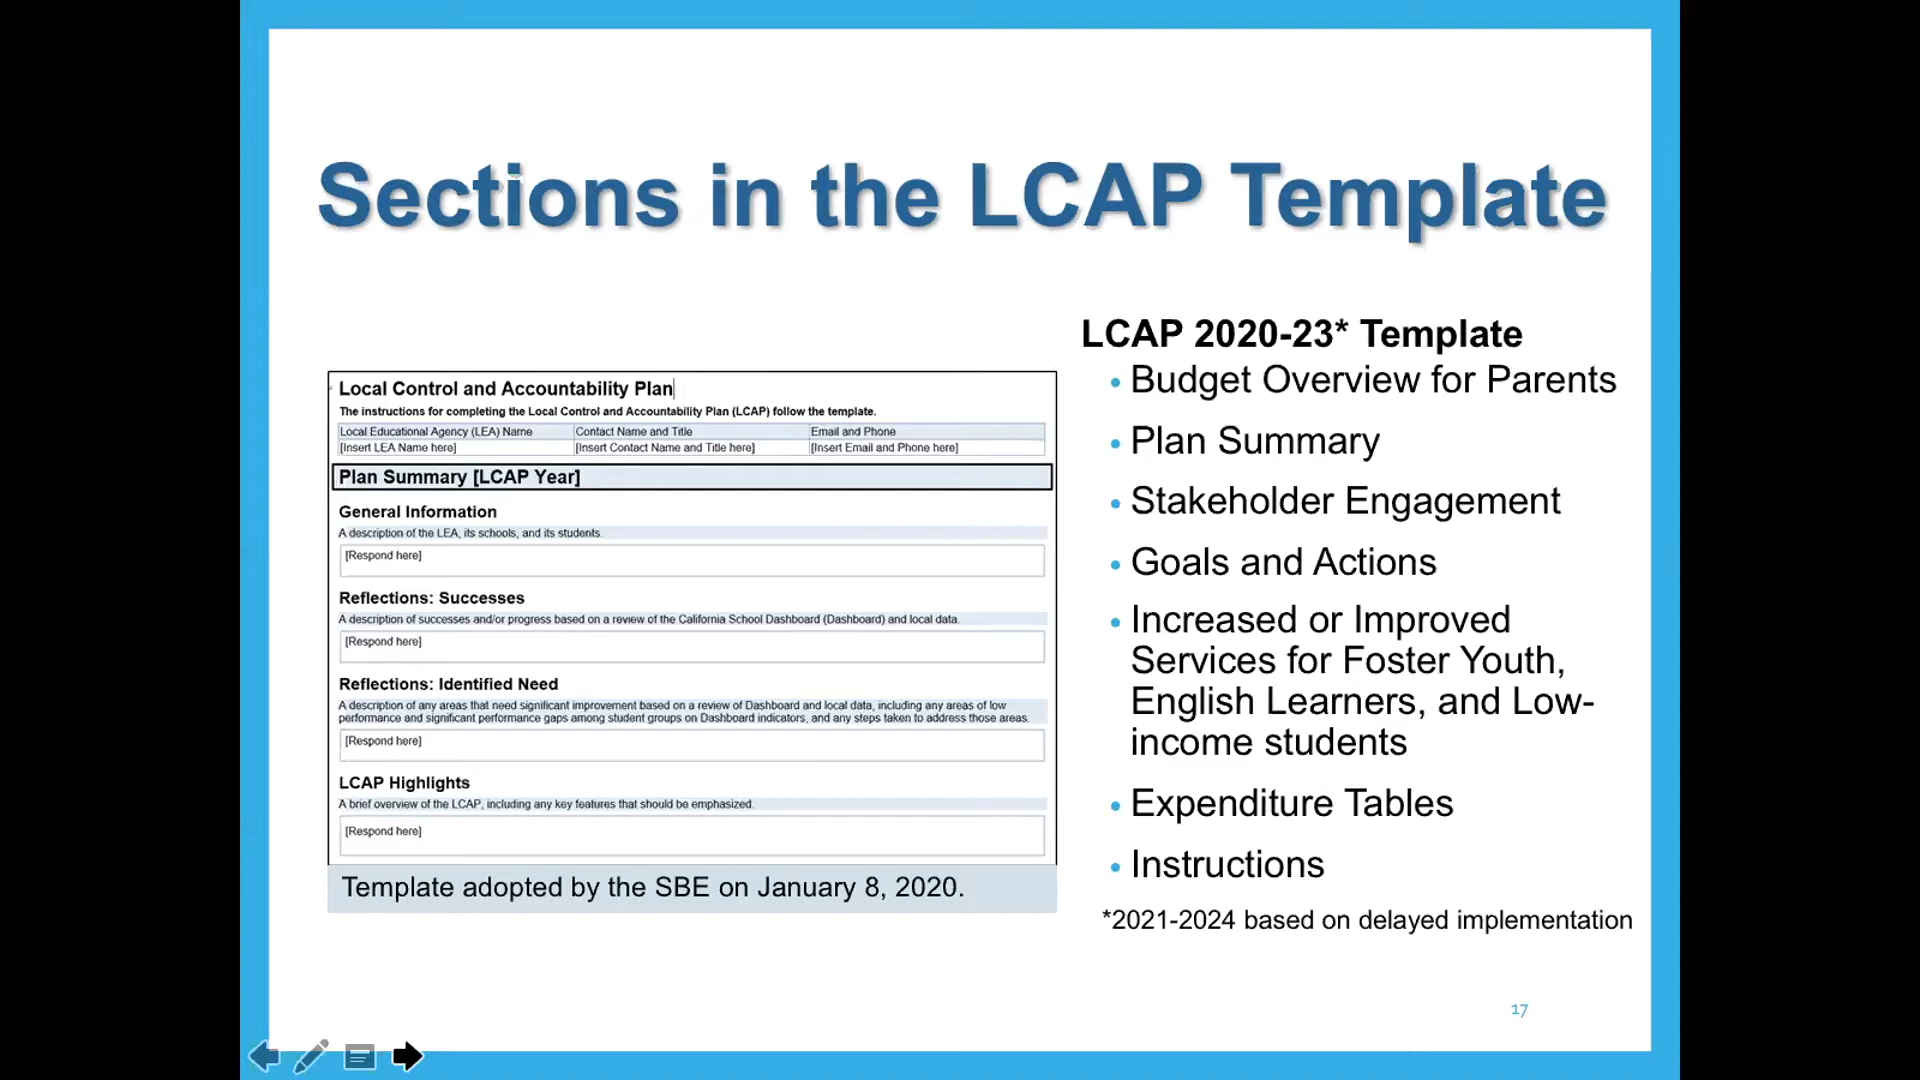 Sections in the LCAP Template
Local Control and Accountability Plan
The instructions for completing the Local Control and Accountability Plan (LCAP) follow the template.
Local Educational Agency (LEA) Name Contact Name and Title Email and Phone
[Insert LEA Name here] [Insert Contact Name and Title here] [Insert Email and Phone here]
Plan Summary [LCAP Year]
General Information
A description of the LEA, its schools, and its students.
[Respond here]
Reflections: Successes
A description of successes and/or progress based on a review of the California School Dashboard (Dashboard) and local data.
[Respond here]
Reflections: Identified Need
A description of any areas that need significant improvement based on a review of Dashboard and local data, including any areas of low
performance and significant performance gaps among student groups on Dashboard indicators, and any steps taken to address those areas.
[Respond here]
LCAP Highlights
A brief overview of the LCAP, including any key features that should be emphasized.
[Respond here]
Template adopted by the SBE on January 8, 2020.
LCAP 2020-23* Template
• Budget Overview for Parents
• Plan Summary
• Stakeholder Engagement
• Goals and Actions
• Increased or Improved
Services for Foster Youth,
English Learners, and Low-
income students
• Expenditure Tables
• Instructions
*2021-2024 based on delayed implementation
17